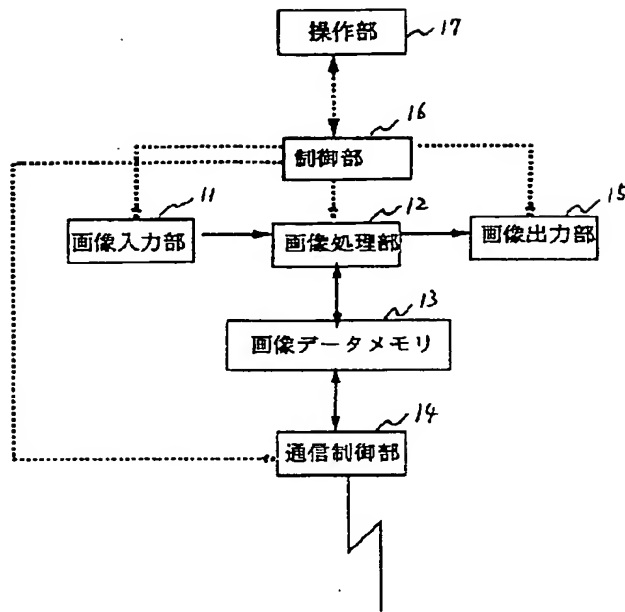 操作部
17
16
制御部
11
12
15
画像入力部
画像処理部
画像出力部
13
画像データメモリ
14
通信制御部